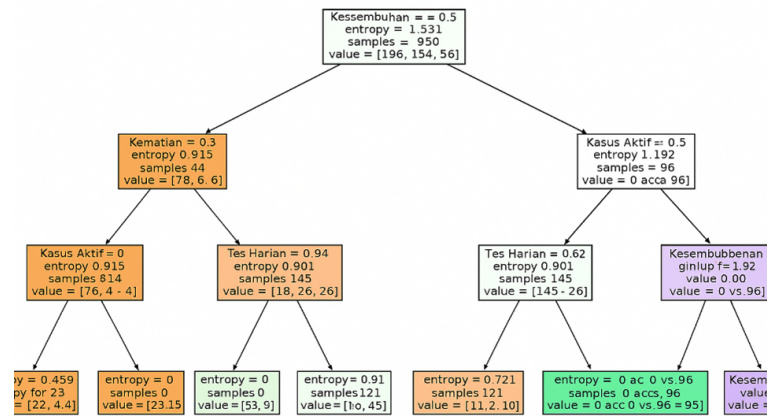 Kessembuhan = = 0.5
entropy = 1.531
samples = 950
value = [196, 154, 56]
Kematian = 0.3
entropy 0.915
samples 44
value = [78, 6. 6]
Kasus Aktif = 0.5
entropy 1.192
samples = 96
value = 0 acca 96]
Kasus Aktif = 0
entropy 0.915
samples 814
value = [76, 4 - 4]
Tes Harian = 0.94
entropy 0.901
samples 145
value = [18, 26, 26]
Tes Harian = 0.62
entropy 0.901
samples 145
value = [145 - 26]
Kesembubbenan
ginlup f=1.92
value 0.00
value = 0 vs.96]
py = 0.459
py for 23
= [22, 4.4]
entropy = 0
samples 0
value = [23.15
entropy = 0
samples 0
value =[53, 9]
entropy = 0.91
samples121
value = 45]
entropy = 0.721
samples 121
[11,2.10]
entropy = 0 ac 0 vs.96
samples 0 accs, 96
value = 0 acc 0 vs.96 = 95]
Kesem
value
value =